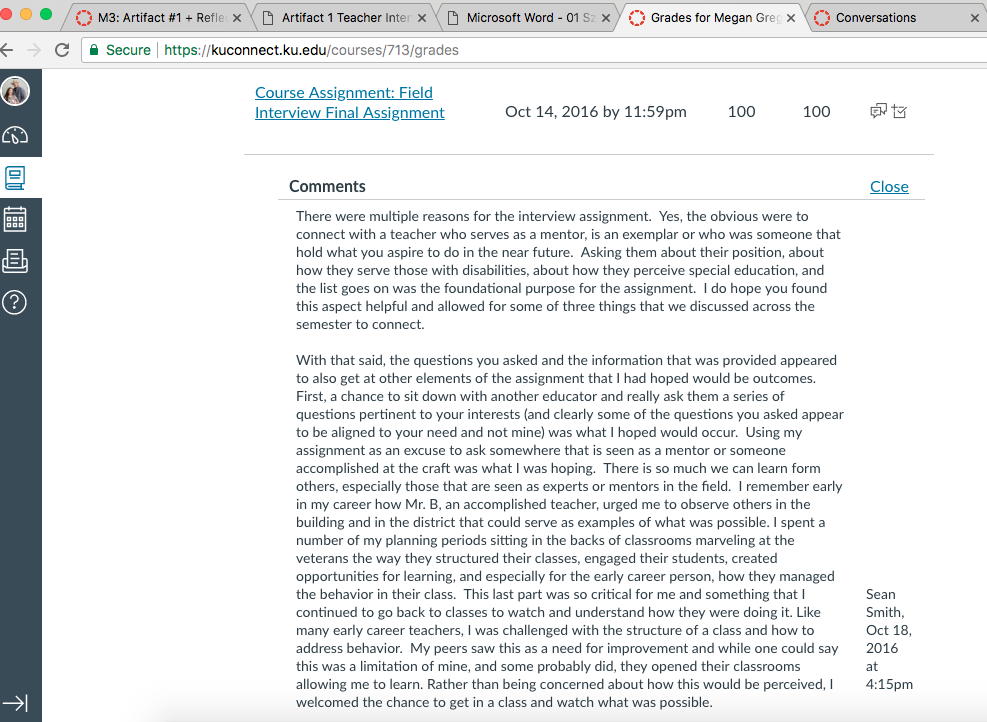 M3: Artifact #1 + Refle
Artifact 1 Teacher Inter
Microsoft Word - 01 Sz
Grades for Megan Greg
Conversations
Secure https://kuconnect.ku.edu/courses/713/grades
Course Assignment: Field
Interview Final Assignment
Oct 14, 2016 by 11:59pm
100
100
Comments
Close
There were multiple reasons for the interview assignment. Yes, the obvious were to
connect with a teacher who serves as a mentor, is an exemplar or who was someone that
hold what you aspire to do in the near future. Asking them about their position, about
how they serve those with disabilities, about how they perceive special education, and
the list goes on was the foundational purpose for the assignment. I do hope you found
this aspect helpful and allowed for some of three things that we discussed across the
semester to connect.
With that said, the questions you asked and the information that was provided appeared
to also get at other elements of the assignment that I had hoped would be outcomes.
First, a chance to sit down with another educator and really ask them a series of
questions pertinent to your interests (and clearly some of the questions you asked appear
to be aligned to your need and not mine) was what I hoped would occur. Using my
assignment as an excuse to ask somewhere that is seen as a mentor or someone
accomplished at the craft was what I was hoping. There is so much we can learn form
others, especially those that are seen as experts or mentors in the field. I remember early
in my career how Mr. B, an accomplished teacher, urged me to observe others in the
building and in the district that could serve as examples of what was possible. I spent a
number of my planning periods sitting in the backs of classrooms marveling at the
veterans the way they structured their classes, engaged their students, created
opportunities for learning, and especially for the early career person, how they managed
the behavior in their class. This last part was so critical for me and something that I
continued to go back to classes to watch and understand how they were doing it. Like
many early career teachers, I was challenged with the structure of a class and how to
address behavior. My peers saw this as a need for improvement and while one could say
this was a limitation of mine, and some probably did, they opened their classrooms
allowing me to learn. Rather than being concerned about how this would be perceived, I
welcomed the chance to get in a class and watch what was possible.
Sean
Smith,
Oct 18,
2016
at
4:15pm